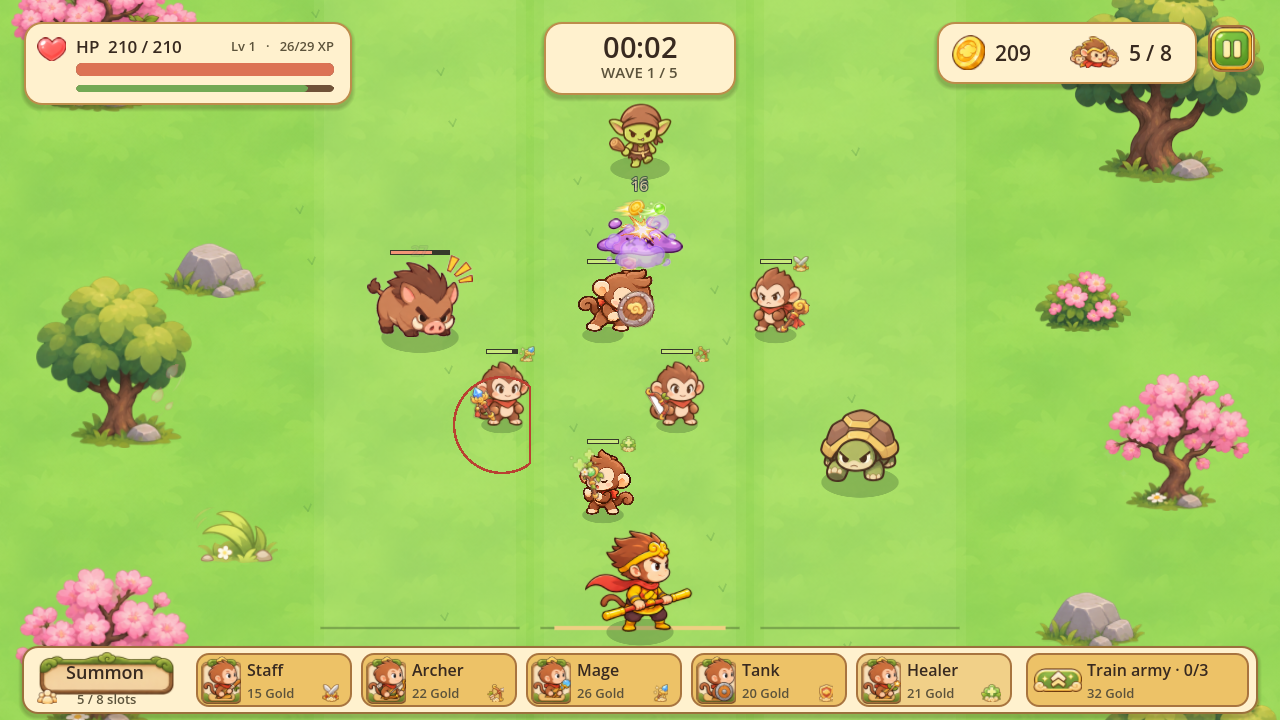 HP 210 / 210
Lv 1 · 26/29 XP
00:02
WAVE 1 / 5
209
5 / 8
16
Summon
5 / 8 slots
Staff
15 Gold
Archer
22 Gold
Mage
26 Gold
Tank
20 Gold
Healer
21 Gold
Train army · 0/3
32 Gold